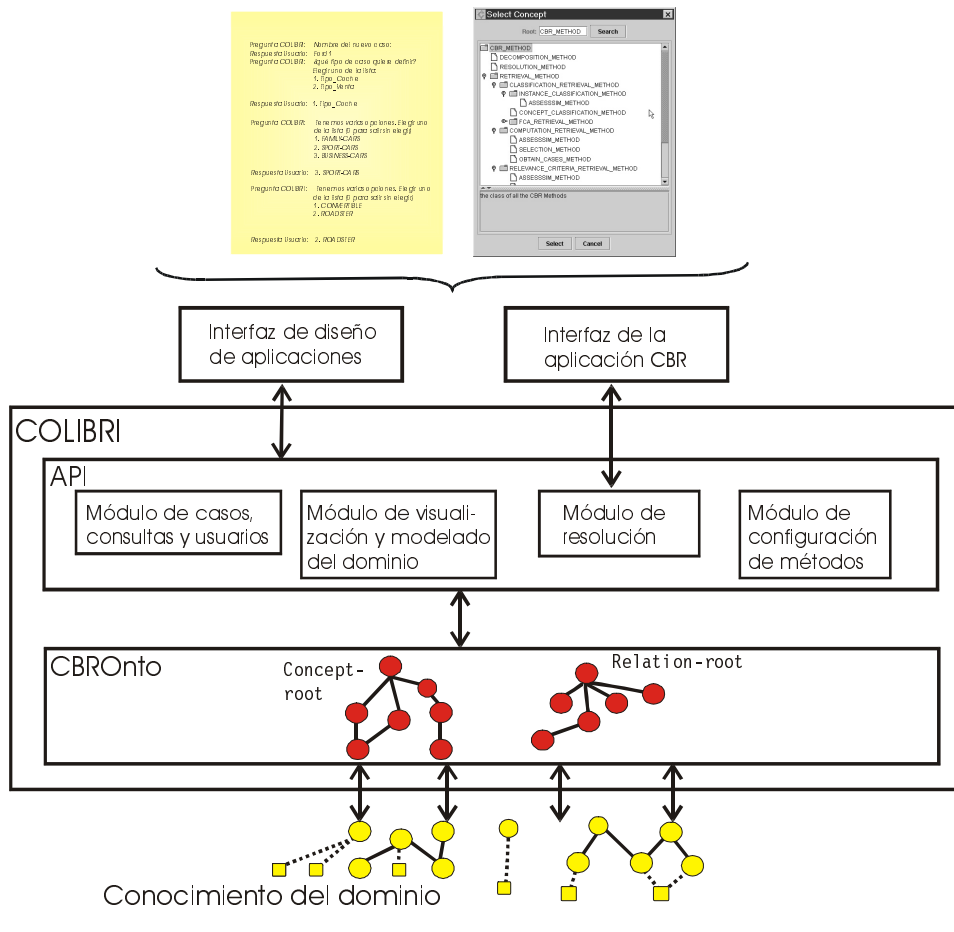 Pregunta COLIBRI: Nombre del nuevo caso:
Respuesta Usuario: Ford 1
Pregunta COLIBRI: ¿Qué tipo de caso quiere definir?
Elegir uno de la lista:
1. Tipo_Coche
2. Tipo_Venta
Respuesta Usuario: 1. Tipo_Coche
Pregunta COLIBRI: Tenemos varias opciones. Elegir uno
de la lista (0 para salir sin elegir)
1. FAMILY-CARS
2. SPORT-CARS
3. BUSINESS-CARS
Respuesta Usuario: 3. SPORT-CARS
Pregunta COLIBRI: Tenemos varias opciones. Elegir uno
de la lista (0 para salir sin elegir)
1. CONVERTIBLE
2. ROADSTER
Respuesta Usuario: 2. ROADSTER
Select Concept
Root: CBR_METHOD Search
CBR_METHOD
DECOMPOSITION_METHOD
RESOLUTION_METHOD
RETRIEVAL_METHOD
CLASSIFICATION_RETRIEVAL_METHOD
INSTANCE_CLASSIFICATION_METHOD
ASSESSSIM_METHOD
CONCEPT_CLASSIFICATION_METHOD
FCA_RETRIEVAL_METHOD
COMPUTATION_RETRIEVAL_METHOD
ASSESSSIM_METHOD
SELECTION_METHOD
OBTAIN_CASES_METHOD
RELEVANCE_CRITERIA_RETRIEVAL_METHOD
ASSESSSIM_METHOD
the class of all the CBR Methods
Select Cancel
Interfaz de diseño
de aplicaciones
Interfaz de la
aplicación CBR
COLIBRI
API
Módulo de casos,
consultas y usuarios
Módulo de visuali-
zación y modelado
del dominio
Módulo de
resolución
Módulo de
configuración
de métodos
CBROnto
Concept-
root
Relation-root
Conocimiento del dominio